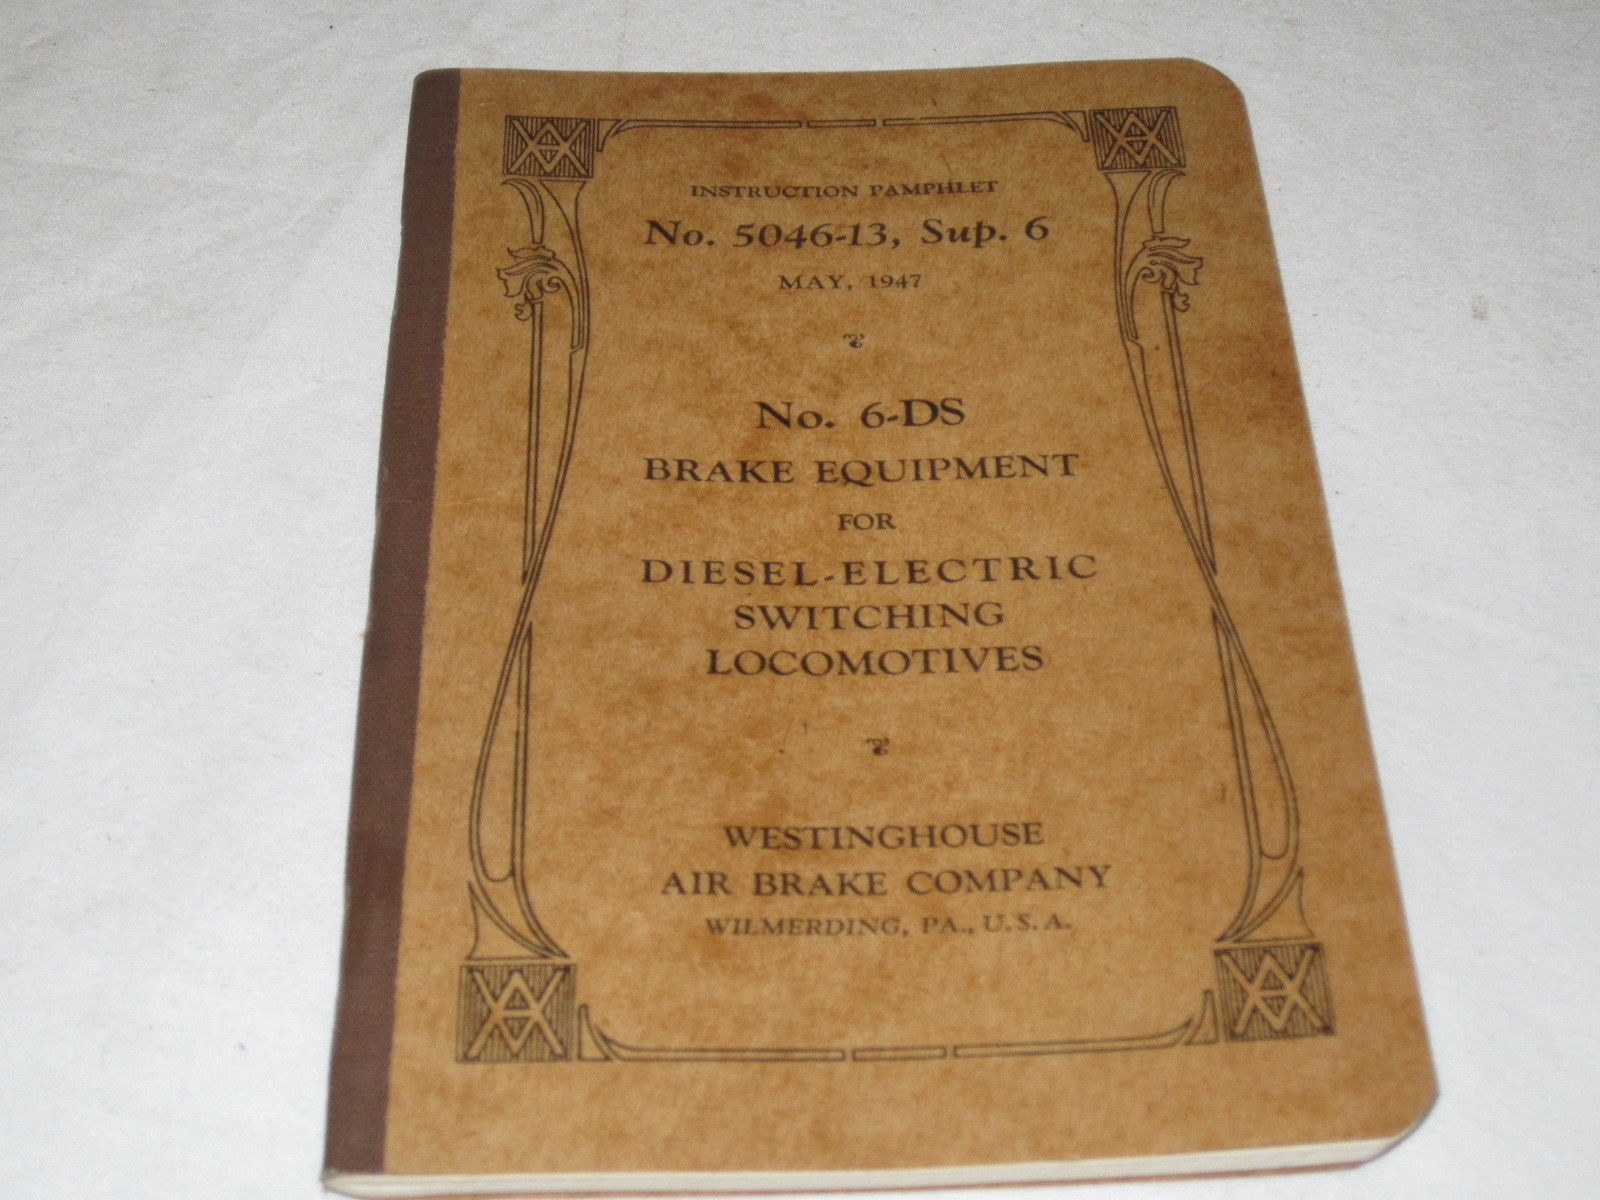 INSTRUCTION PAMPHLET
No. 5046-13, Sup. 6
MAY, 1947
No. 6-DS
BRAKE EQUIPMENT
FOR
DIESEL-ELECTRIC
SWITCHING
LOCOMOTIVES
WESTINGHOUSE
AIR BRAKE COMPANY
WILMERDING, PA., U.S.A.